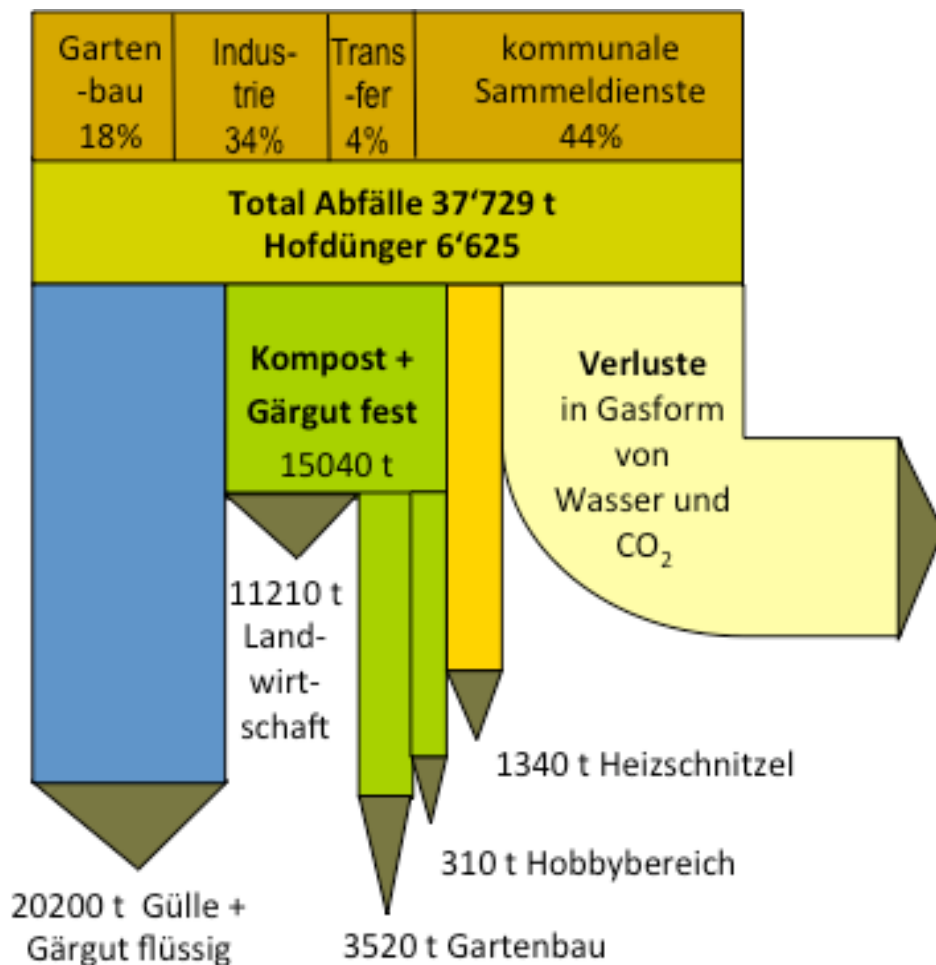 Garten
-bau
18%
Indus-
trie
34%
Trans
-fer
4%
kommunale
Sammeldienste
44%
Total Abfälle 37‘729 t
Hofdünger 6‘625
Kompost +
Gärgut fest
15040 t
Verluste
in Gasform
von
Wasser und
CO₂
11210 t
Land-
wirt-
schaft
1340 t Heizschnitzel
310 t Hobbybereich
20200 t Gülle +
Gärgut flüssig
3520 t Gartenbau